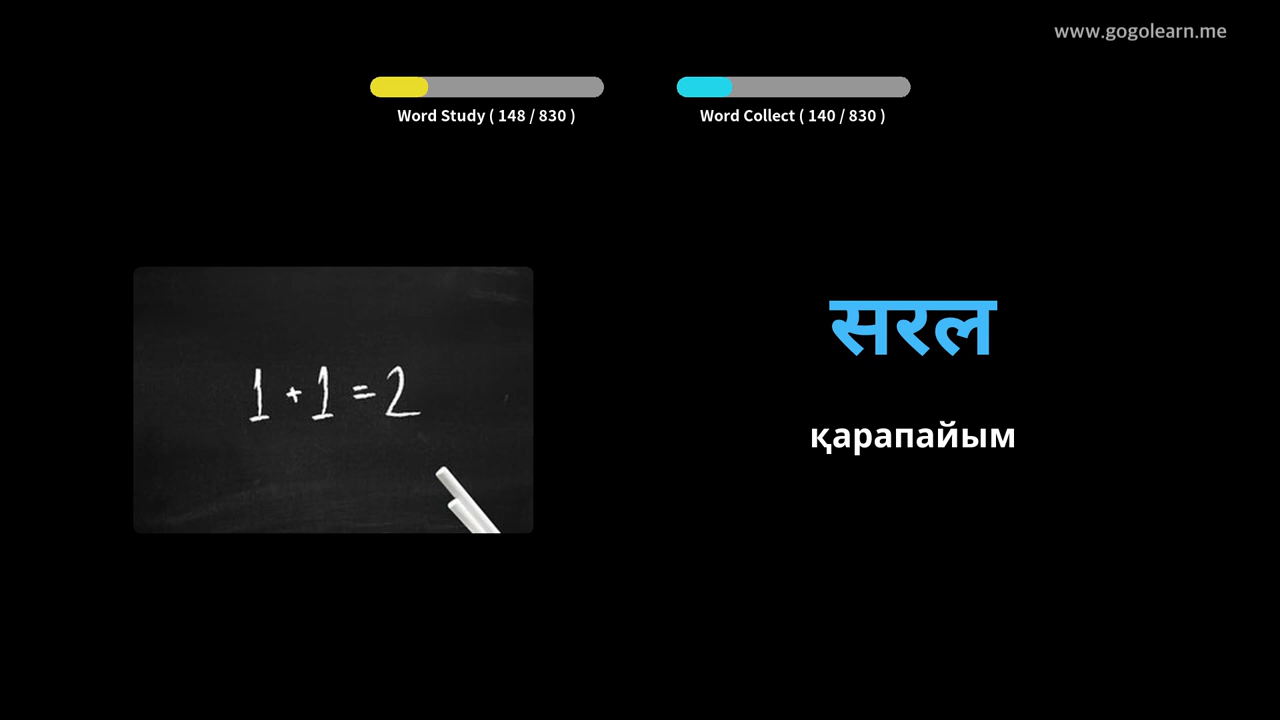 www.gogolearn.me
Word Study ( 148 / 830 )
Word Collect ( 140 / 830 )
1 + 1 = 2
सरल
қарапайым